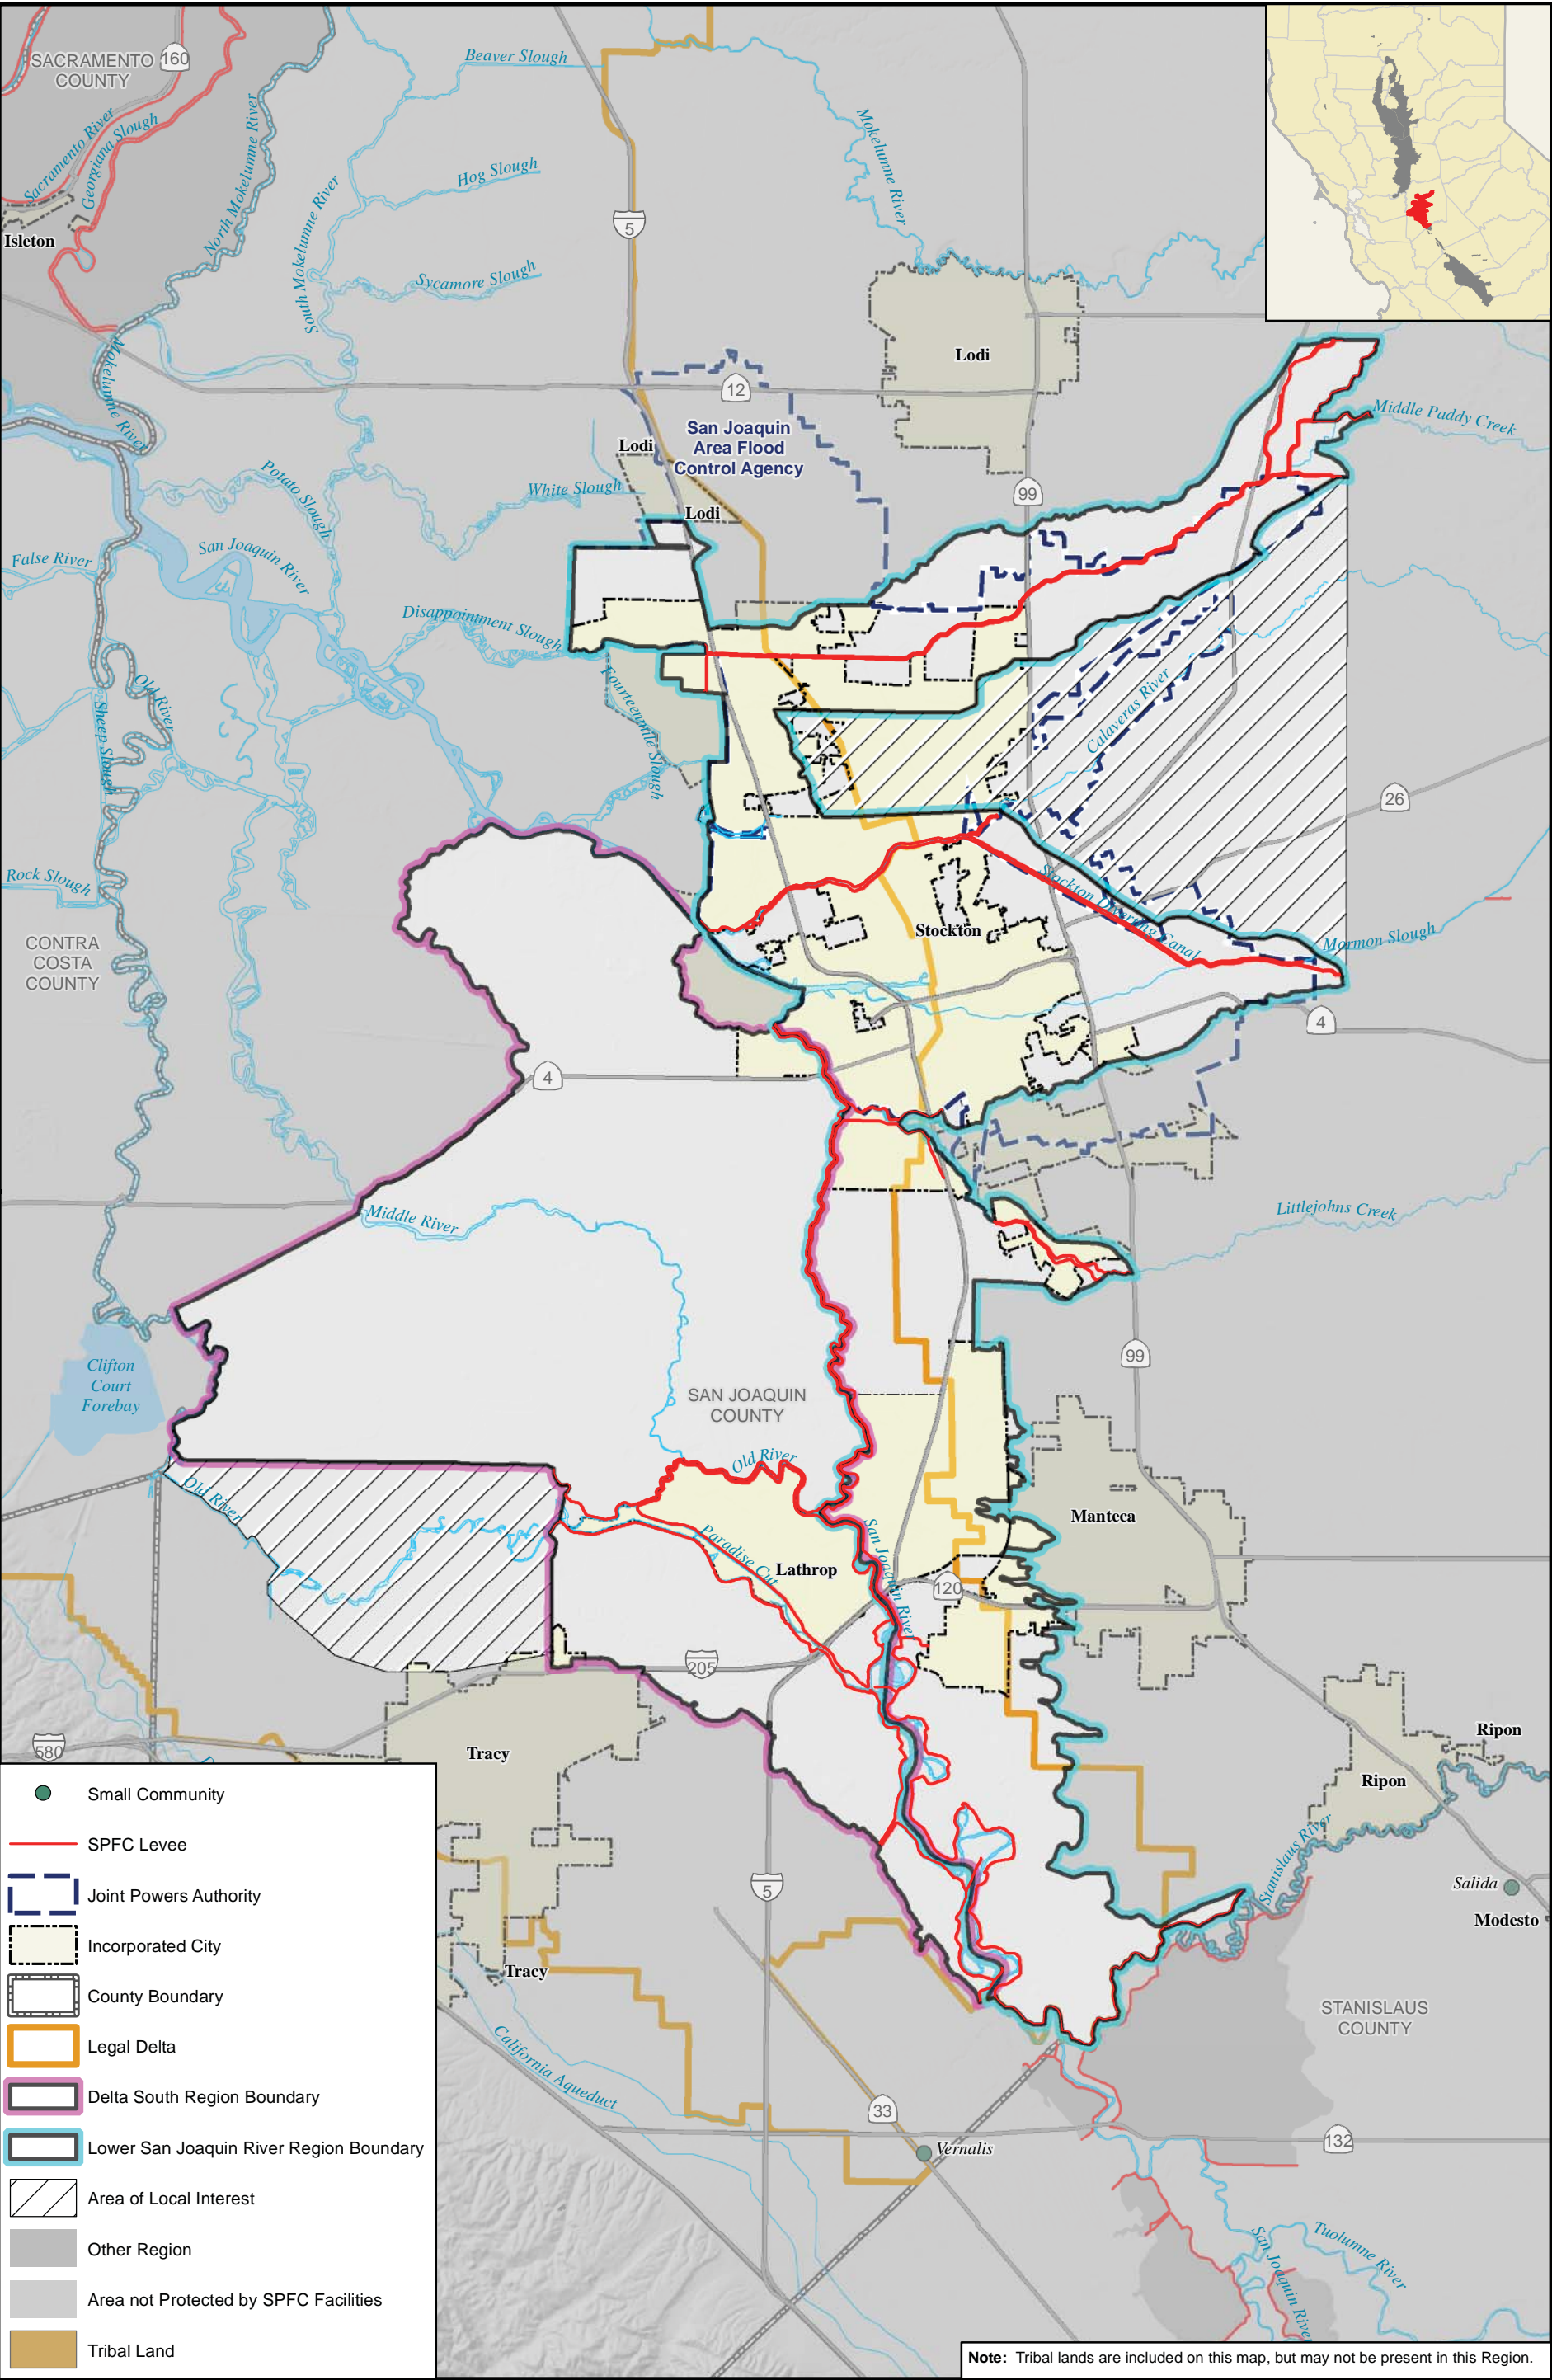 SACRAMENTO
COUNTY
160
Beaver Slough
Sacramento River
Georgiana Slough
North Mokelumne River
Mokelumne River
Hog Slough
South Mokelumne River
5
Isleton
Sycamore Slough
Mokelumne River
Lodi
12
San Joaquin
Area Flood
Control Agency
Lodi
Middle Paddy Creek
Potato Slough
White Slough
99
Lodi
False River
San Joaquin River
Disappointment Slough
Old River
Sheep Slough
Fourteenmile Slough
Calaveras River
26
Rock Slough
Stockton Diverting Canal
Stockton
CONTRA
COSTA
COUNTY
Mormon Slough
4
4
Middle River
Littlejohns Creek
Clifton
Court
Forebay
99
SAN JOAQUIN
COUNTY
Old River
Old River
Manteca
Paradise Cut
San Joaquin River
Lathrop
120
205
Ripon
580
Tracy
Ripon
Stanislaus River
5
Salida
Modesto
Tracy
STANISLAUS
COUNTY
California Aqueduct
33
132
Vernalis
Tuolumne River
San Joaquin River
Small Community
SPFC Levee
Joint Powers Authority
Incorporated City
County Boundary
Legal Delta
Delta South Region Boundary
Lower San Joaquin River Region Boundary
Area of Local Interest
Other Region
Area not Protected by SPFC Facilities
Tribal Land
Note: Tribal lands are included on this map, but may not be present in this Region.